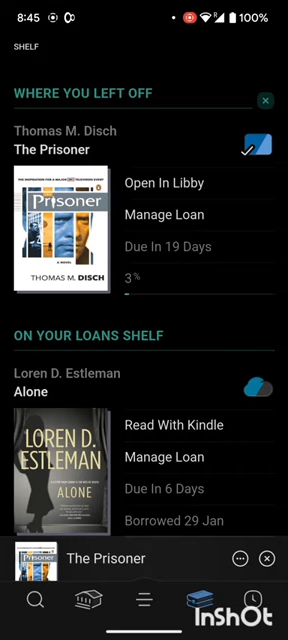 8:45
100%
SHELF
WHERE YOU LEFT OFF
Thomas M. Disch
The Prisoner
Prisoner
A NOVEL
THOMAS M. DISCH
Open In Libby
Manage Loan
Due In 19 Days
3%
ON YOUR LOANS SHELF
Loren D. Estleman
Alone
LOREN D.
ESTLEMAN
ALONE
Read With Kindle
Manage Loan
Due In 6 Days
Borrowed 29 Jan
Prisoner
The Prisoner
InShOt